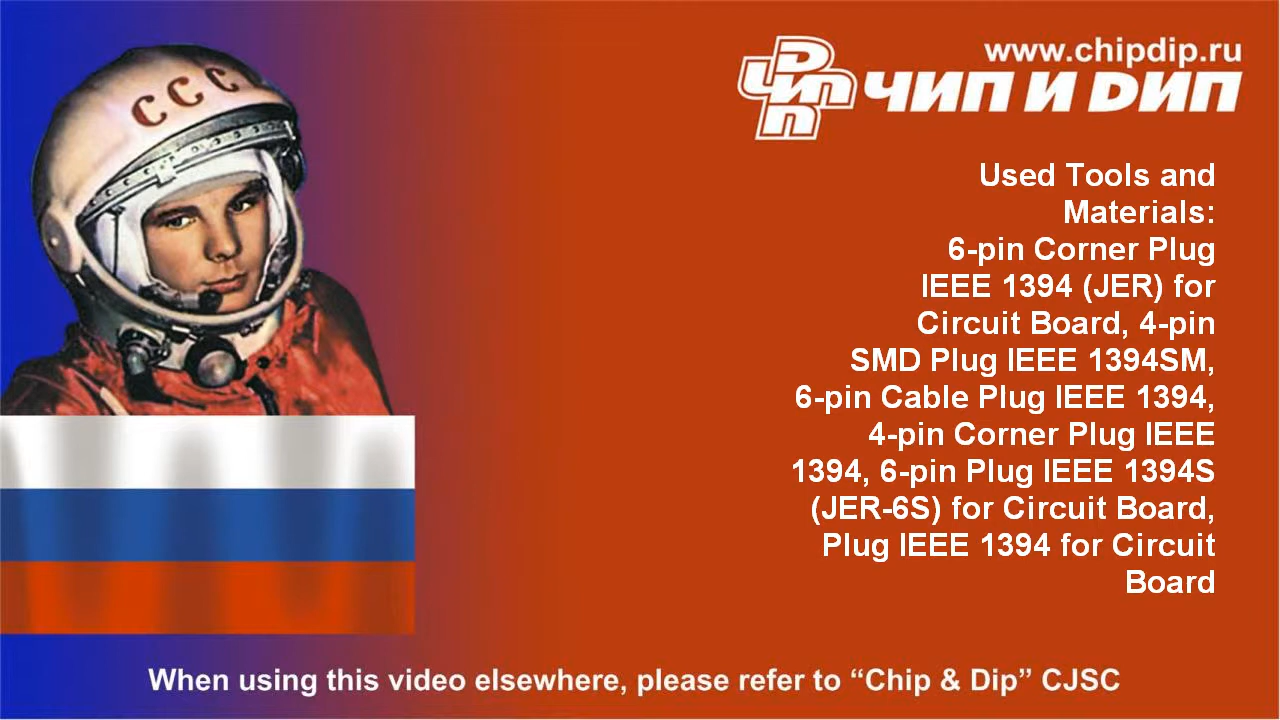 СССР
www.chipdip.ru
ЧИП
ДИП
ЧИП И DИП
Used Tools and
Materials:
6-pin Corner Plug
IEEE 1394 (JER) for
Circuit Board, 4-pin
SMD Plug IEEE 1394SM,
6-pin Cable Plug IEEE 1394,
4-pin Corner Plug IEEE
1394, 6-pin Plug IEEE 1394S
(JER-6S) for Circuit Board,
Plug IEEE 1394 for Circuit
Board
When using this video elsewhere, please refer to “Chip & Dip” CJSC